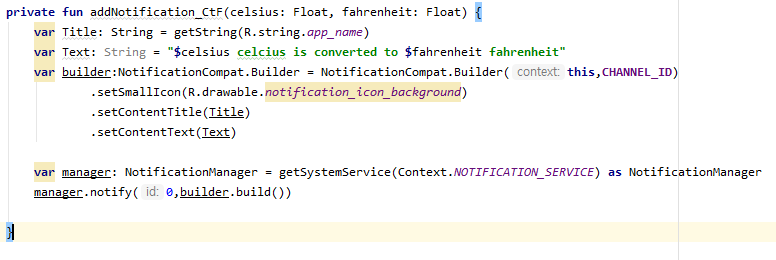 private fun addNotification_CtF(celsius: Float, fahrenheit: Float) {
var Title: String = getString(R.string.app_name)
var Text: String = "$celsius celcius is converted to $fahrenheit fahrenheit"
var builder:NotificationCompat.Builder = NotificationCompat.Builder( context: this,CHANNEL_ID)
.setSmallIcon(R.drawable.notification_icon_background)
.setContentTitle(Title)
.setContentText(Text)
var manager: NotificationManager = getSystemService(Context.NOTIFICATION_SERVICE) as NotificationManager
manager.notify( id: 0,builder.build())
}